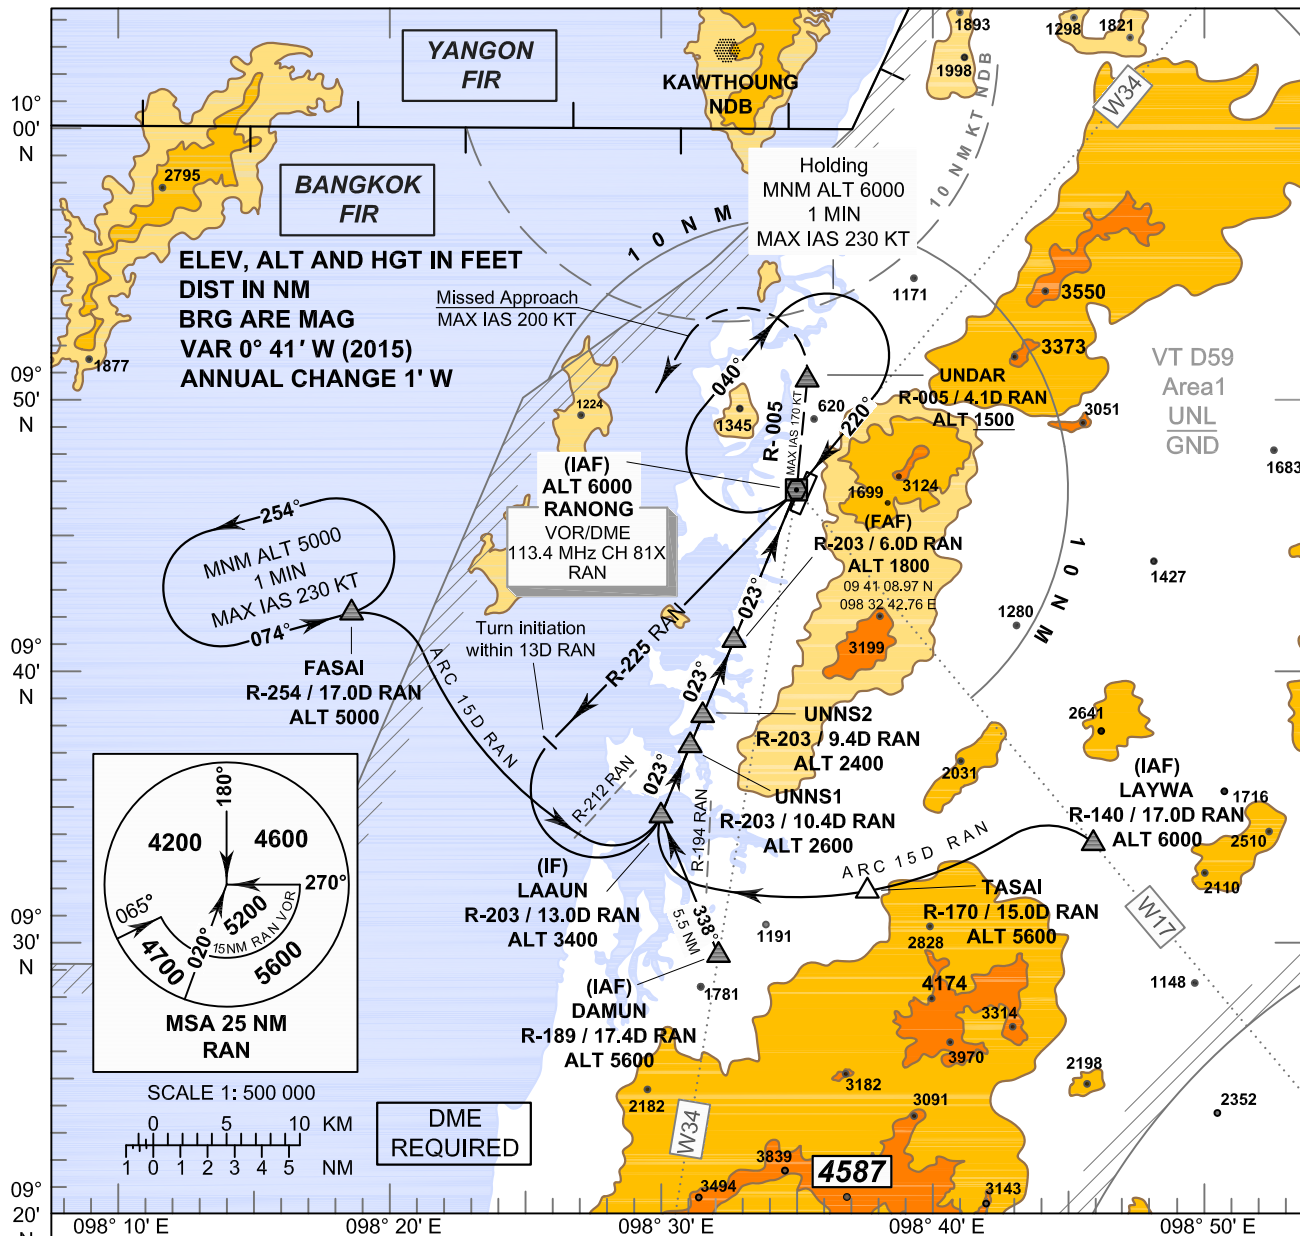 YANGON
FIR
KAWTHOUNG
NDB
1893
1998
1298
1821
W34
10 NM KT NDB
10°
00'
N
2795
BANGKOK
FIR
Holding
MNM ALT 6000
1 MIN
MAX IAS 230 KT
10 NM
ELEV, ALT AND HGT IN FEET
DIST IN NM
BRG ARE MAG
VAR 0° 41' W (2015)
ANNUAL CHANGE 1' W
Missed Approach
MAX IAS 200 KT
1171
3550
3373
1877
09°
50'
N
VT D59
Area1
UNL
GND
UNDAR
R-005 / 4.1D RAN
ALT 1500
040°
1224
1345
R-005
MAX IAS 170 KT
620
220°
3051
1683
(IAF)
ALT 6000
RANONG
VOR/DME
113.4 MHz CH 81X
RAN
3124
1699
(FAF)
R-203 / 6.0D RAN
ALT 1800
09 41 08.97 N
098 32 42.76 E
10 NM
1427
1280
254°
MNM ALT 5000
1 MIN
MAX IAS 230 KT
074°
FASAI
R-254 / 17.0D RAN
ALT 5000
ARC 15D RAN
Turn initiation
within 13D RAN
R-225 RAN
023°
3199
09°
40'
N
023°
UNNS2
R-203 / 9.4D RAN
ALT 2400
2641
2031
(IAF)
LAYWA
R-140 / 17.0D RAN
ALT 6000
1716
2510
2110
023°
R-212 RAN
UNNS1
R-203 / 10.4D RAN
ALT 2600
R-194 RAN
ARC 15D RAN
180°
4200
4600
270°
065°
5200
15NM RAN VOR
020°
4700
5600
MSA 25 NM
RAN
(IF)
LAAUN
R-203 / 13.0D RAN
ALT 3400
TASAI
R-170 / 15.0D RAN
ALT 5600
09°
30'
N
338°
5.5 NM
1191
2828
W17
(IAF)
DAMUN
R-189 / 17.4D RAN
ALT 5600
1781
4174
3314
3970
1148
SCALE 1: 500 000
0 5 10 KM
1 0 1 2 3 4 5 NM
DME
REQUIRED
2182
3182
3091
2198
2352
W34
3839
4587
3494
3143
09°
20'
N
098° 10' E
098° 20' E
098° 30' E
098° 40' E
098° 50' E